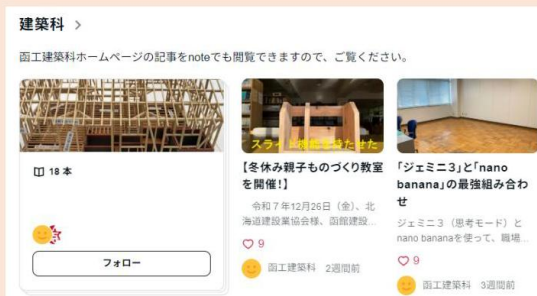 建築科 >
函工建築科ホームページの記事をnoteでも閲覧できますので、ご覧ください。
18 本
フォロー
スライド機能を持たせた
【冬休み親子ものづくり教室
を開催!】
令和７年12月26日（金）、北
海道建設業協会様、函館建設...
9
函工建築科 2週間前
「ジェミニ３」と「nano
banana」の最強組み合わ
せ
ジェミニ３（思考モード）と
nano bananaを使って、職場...
9
函工建築科 3週間前